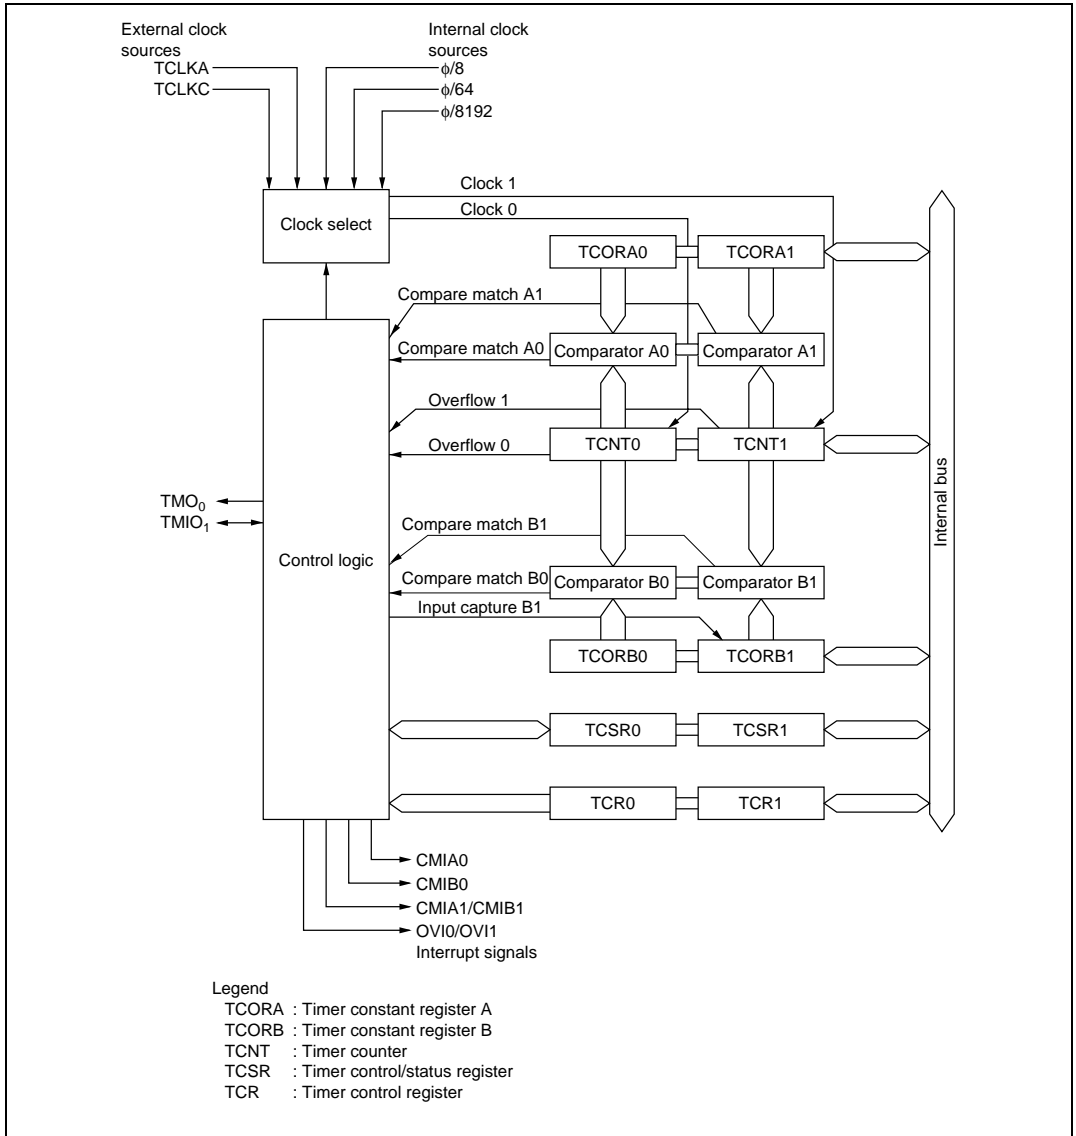 External clock
sources
Internal clock
sources
TCLKA
TCLKC
ϕ/8
ϕ/64
ϕ/8192
Clock 1
Clock 0
Clock select
TCORA0
TCORA1
Compare match A1
Compare match A0
Comparator A0
Comparator A1
Overflow 1
Overflow 0
TCNT0
TCNT1
Internal bus
TMO₀
TMIO₁
Control logic
Compare match B1
Compare match B0
Comparator B0
Comparator B1
Input capture B1
TCORB0
TCORB1
TCSR0
TCSR1
TCR0
TCR1
CMIA0
CMIB0
CMIA1/CMIB1
OVI0/OVI1
Interrupt signals
Legend
TCORA : Timer constant register A
TCORB : Timer constant register B
TCNT : Timer counter
TCSR : Timer control/status register
TCR : Timer control register